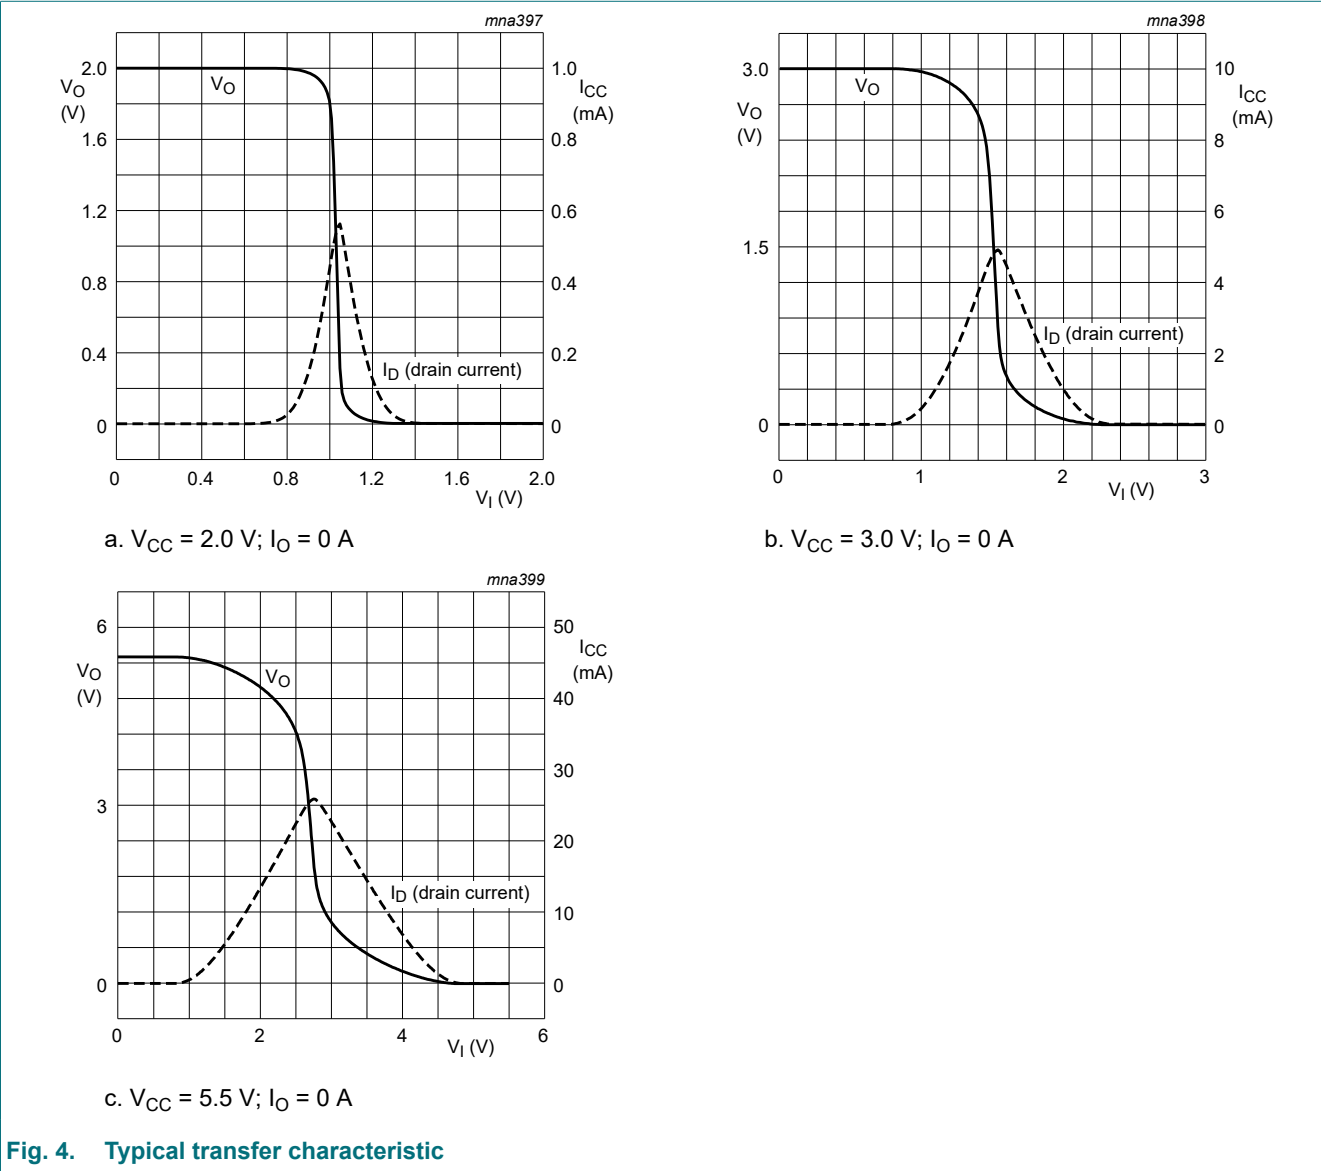 mna397
2.0
1.6
1.2
0.8
0.4
0
VO
(V)
VO
1.0
0.8
0.6
0.4
0.2
0
ICC
(mA)
ID (drain current)
0 0.4 0.8 1.2 1.6 2.0
VI (V)
a. VCC = 2.0 V; IO = 0 A
mna398
3.0
1.5
0
VO
(V)
VO
10
8
6
4
2
0
ICC
(mA)
ID (drain current)
0 1 2 3
VI (V)
b. VCC = 3.0 V; IO = 0 A
mna399
6
3
0
VO
(V)
VO
50
40
30
20
10
0
ICC
(mA)
ID (drain current)
0 2 4 6
VI (V)
c. VCC = 5.5 V; IO = 0 A
Fig. 4. Typical transfer characteristic